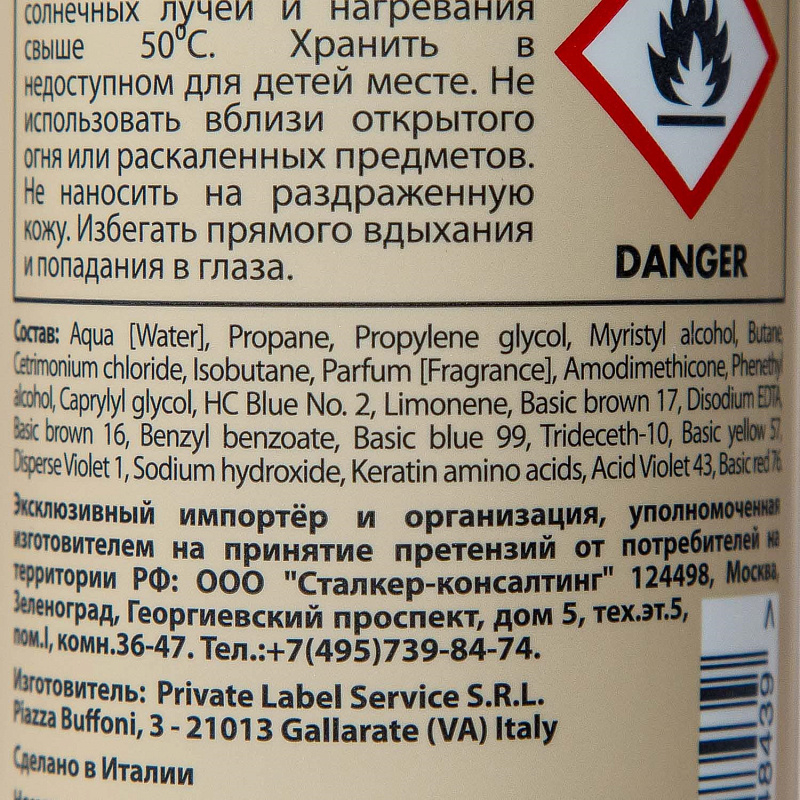 солнечных лучей и нагревания
свыше 50°C. Хранить в
недоступном для детей месте. Не
использовать вблизи открытого
огня или раскаленных предметов.
Не наносить на раздраженную
кожу. Избегать прямого вдыхания
и попадания в глаза.
DANGER
Состав: Aqua [Water], Propane, Propylene glycol, Myristyl alcohol, Butane,
Cetrimonium chloride, Isobutane, Parfum [Fragrance], Amodimethicone, Phenethyl
alcohol, Caprylyl glycol, HC Blue No. 2, Limonene, Basic brown 17, Disodium EDTA,
Basic brown 16, Benzyl benzoate, Basic blue 99, Trideceth-10, Basic yellow 57,
Disperse Violet 1, Sodium hydroxide, Keratin amino acids, Acid Violet 43, Basic red 76.
Эксклюзивный импортёр и организация, уполномоченная
изготовителем на принятие претензий от потребителей на
территории РФ: ООО "Сталкер-консалтинг" 124498, Москва,
Зеленоград, Георгиевский проспект, дом 5, тех.эт.5,
пом.I, комн.36-47. Тел.:+7(495)739-84-74.
Изготовитель: Private Label Service S.R.L.
Piazza Buffoni, 3 - 21013 Gallarate (VA) Italy
Сделано в Италии
18439 >